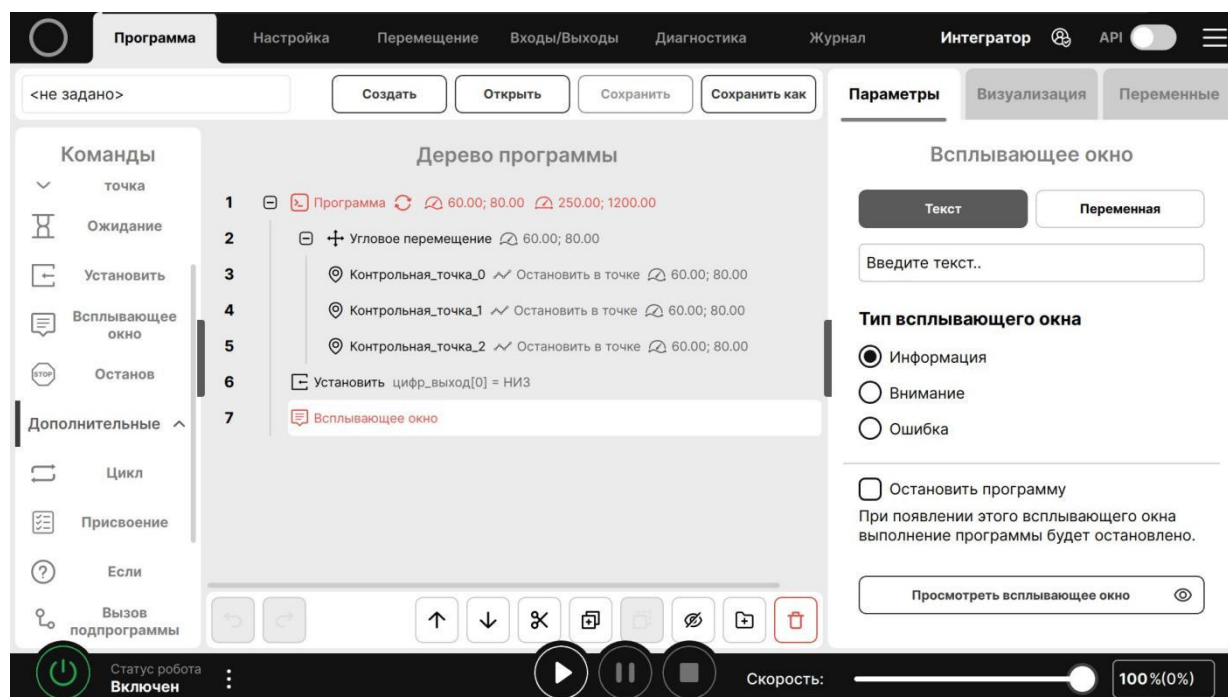 Программа
Настройка
Перемещение
Входы/Выходы
Диагностика
Журнал
Интегратор
API
<не задано>
Создать
Открыть
Сохранить
Сохранить как
Параметры
Визуализация
Переменные
Команды
точка
Ожидание
Установить
Всплывающее
окно
STOP
Останов
Дополнительные
Цикл
Присвоение
Если
Вызов
подпрограммы
Дерево программы
1 Программа 60.00; 80.00 250.00; 1200.00
2 Угловое перемещение 60.00; 80.00
3 Контрольная_точка_0 Остановить в точке 60.00; 80.00
4 Контрольная_точка_1 Остановить в точке 60.00; 80.00
5 Контрольная_точка_2 Остановить в точке 60.00; 80.00
6 Установить цифр_выход[0] = НИЗ
7 Всплывающее окно
Всплывающее окно
Текст
Переменная
Введите текст..
Тип всплывающего окна
Информация
Внимание
Ошибка
Остановить программу
При появлении этого всплывающего окна
выполнение программы будет остановлено.
Просмотреть всплывающее окно
Статус робота
Включен
Скорость:
100%(0%)